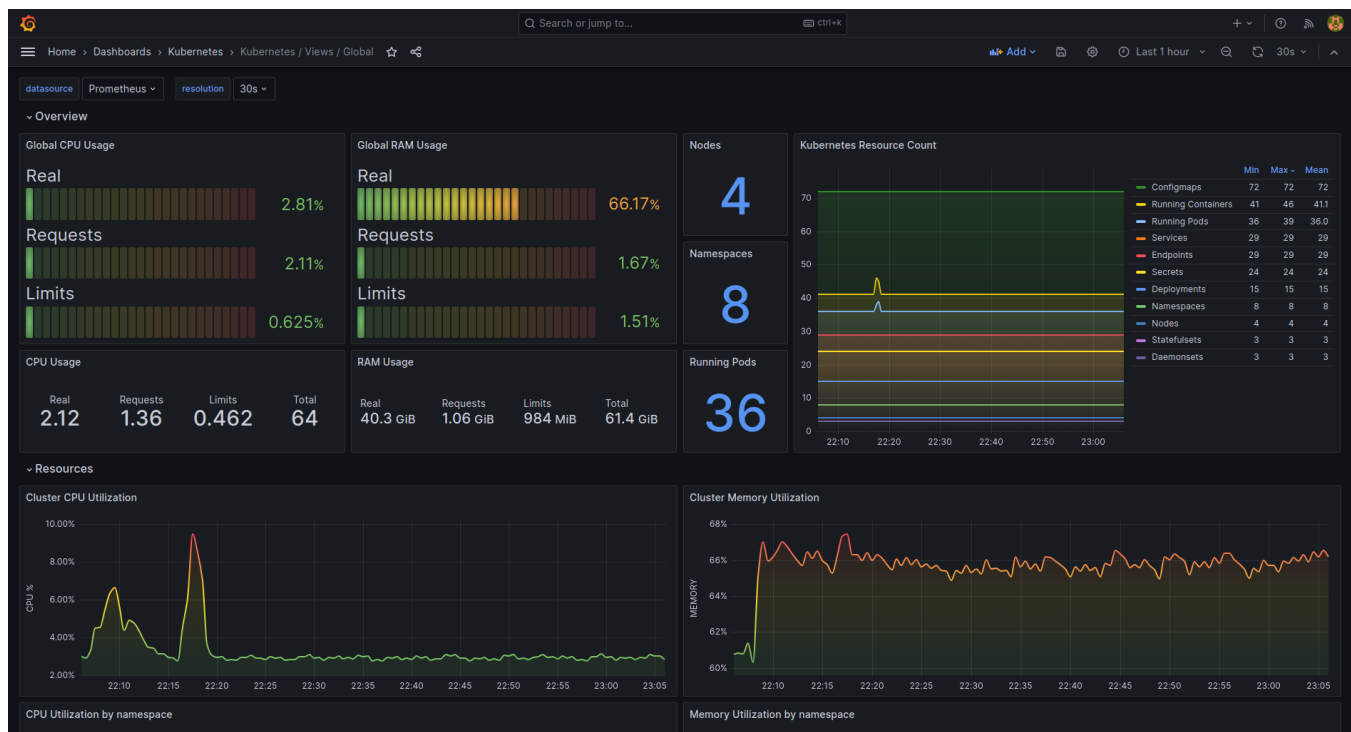 Search or jump to...
ctrl+k
Home > Dashboards > Kubernetes > Kubernetes / Views / Global
Add
Last 1 hour
30s
datasource
Prometheus
resolution
30s
Overview
Global CPU Usage
Real
2.81%
Requests
2.11%
Limits
0.625%
Global RAM Usage
Real
66.17%
Requests
1.67%
Limits
1.51%
Nodes
4
Namespaces
8
Kubernetes Resource Count
70
60
50
40
30
20
10
0
22:10 22:20 22:30 22:40 22:50 23:00
Min Max Mean
Configmaps 72 72 72
Running Containers 41 46 41.1
Running Pods 36 39 36.0
Services 29 29 29
Endpoints 29 29 29
Secrets 24 24 24
Deployments 15 15 15
Namespaces 8 8 8
Nodes 4 4 4
Statefulsets 3 3 3
Daemonsets 3 3 3
CPU Usage
Real Requests Limits Total
2.12 1.36 0.462 64
RAM Usage
Real Requests Limits Total
40.3 GiB 1.06 GiB 984 MiB 61.4 GiB
Running Pods
36
Resources
Cluster CPU Utilization
CPU %
10.00%
8.00%
6.00%
4.00%
2.00%
22:10 22:15 22:20 22:25 22:30 22:35 22:40 22:45 22:50 22:55 23:00 23:05
Cluster Memory Utilization
MEMORY
68%
66%
64%
62%
60%
22:10 22:15 22:20 22:25 22:30 22:35 22:40 22:45 22:50 22:55 23:00 23:05
CPU Utilization by namespace
Memory Utilization by namespace